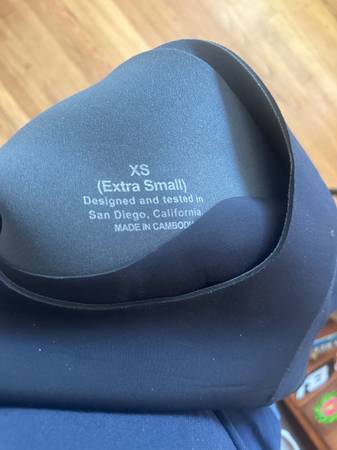 XS
(Extra Small)
Designed and tested in
San Diego, California.
MADE IN